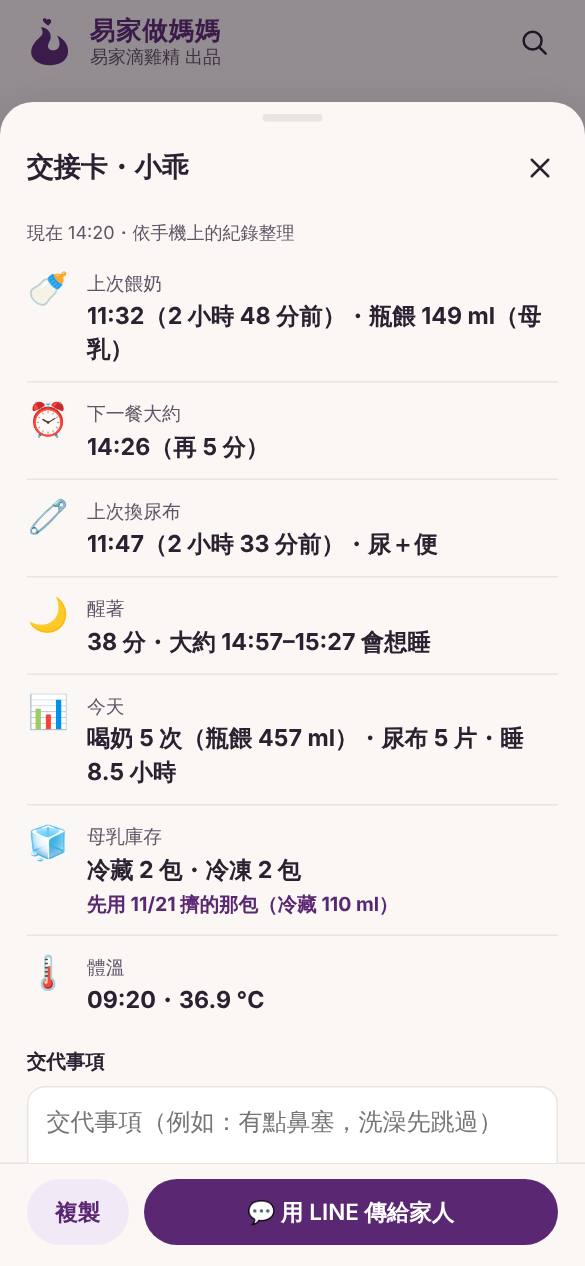 易家做媽媽
易家滴雞精 出品
交接卡・小乖
現在 14:20・依手機上的紀錄整理
上次餵奶
11:32（2 小時 48 分前）・瓶餵 149 ml（母
乳）
下一餐大約
14:26（再 5 分）
上次換尿布
11:47（2 小時 33 分前）・尿＋便
醒著
38 分・大約 14:57–15:27 會想睡
今天
喝奶 5 次（瓶餵 457 ml）・尿布 5 片・睡
8.5 小時
母乳庫存
冷藏 2 包・冷凍 2 包
先用 11/21 擠的那包（冷藏 110 ml）
體溫
09:20・36.9 °C
交代事項
交代事項（例如：有點鼻塞，洗澡先跳過）
複製
💬 用 LINE 傳給家人